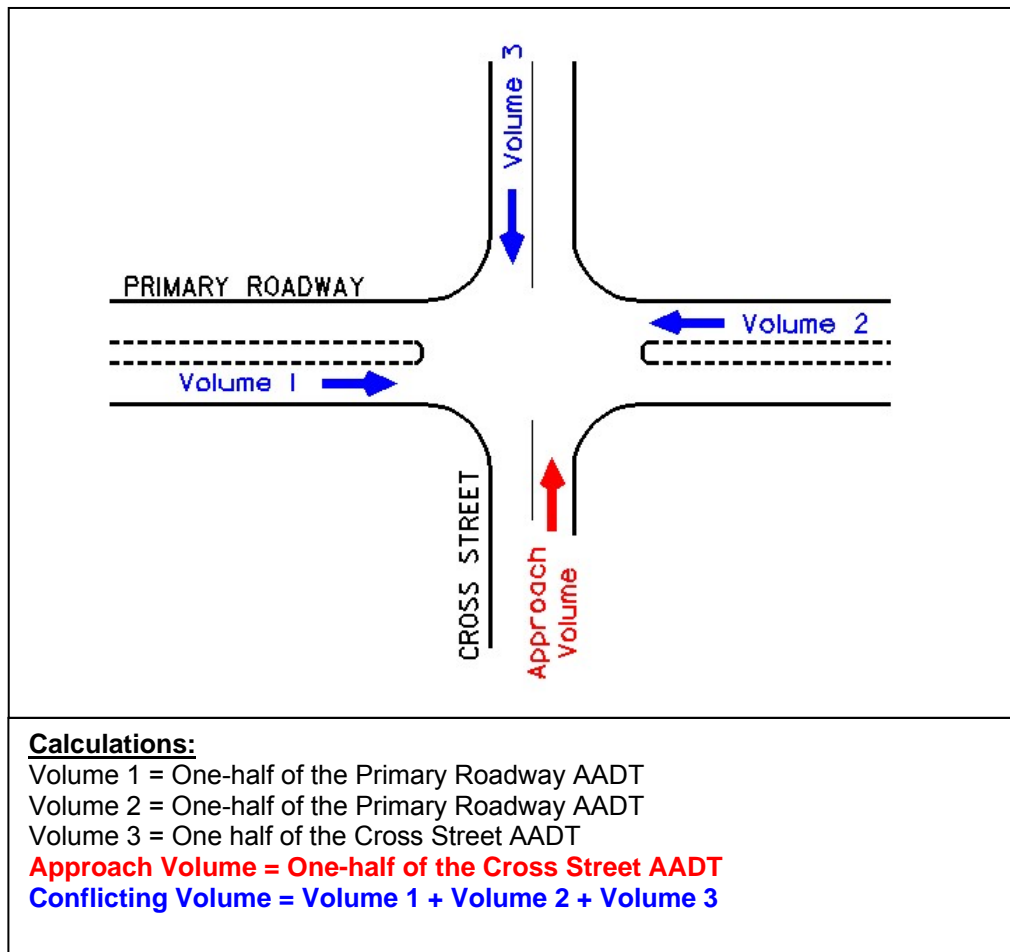 Volume 3
PRIMARY ROADWAY
Volume 2
Volume 1
CROSS STREET
Approach
Volume
Calculations:
Volume 1 = One-half of the Primary Roadway AADT
Volume 2 = One-half of the Primary Roadway AADT
Volume 3 = One half of the Cross Street AADT
Approach Volume = One-half of the Cross Street AADT
Conflicting Volume = Volume 1 + Volume 2 + Volume 3